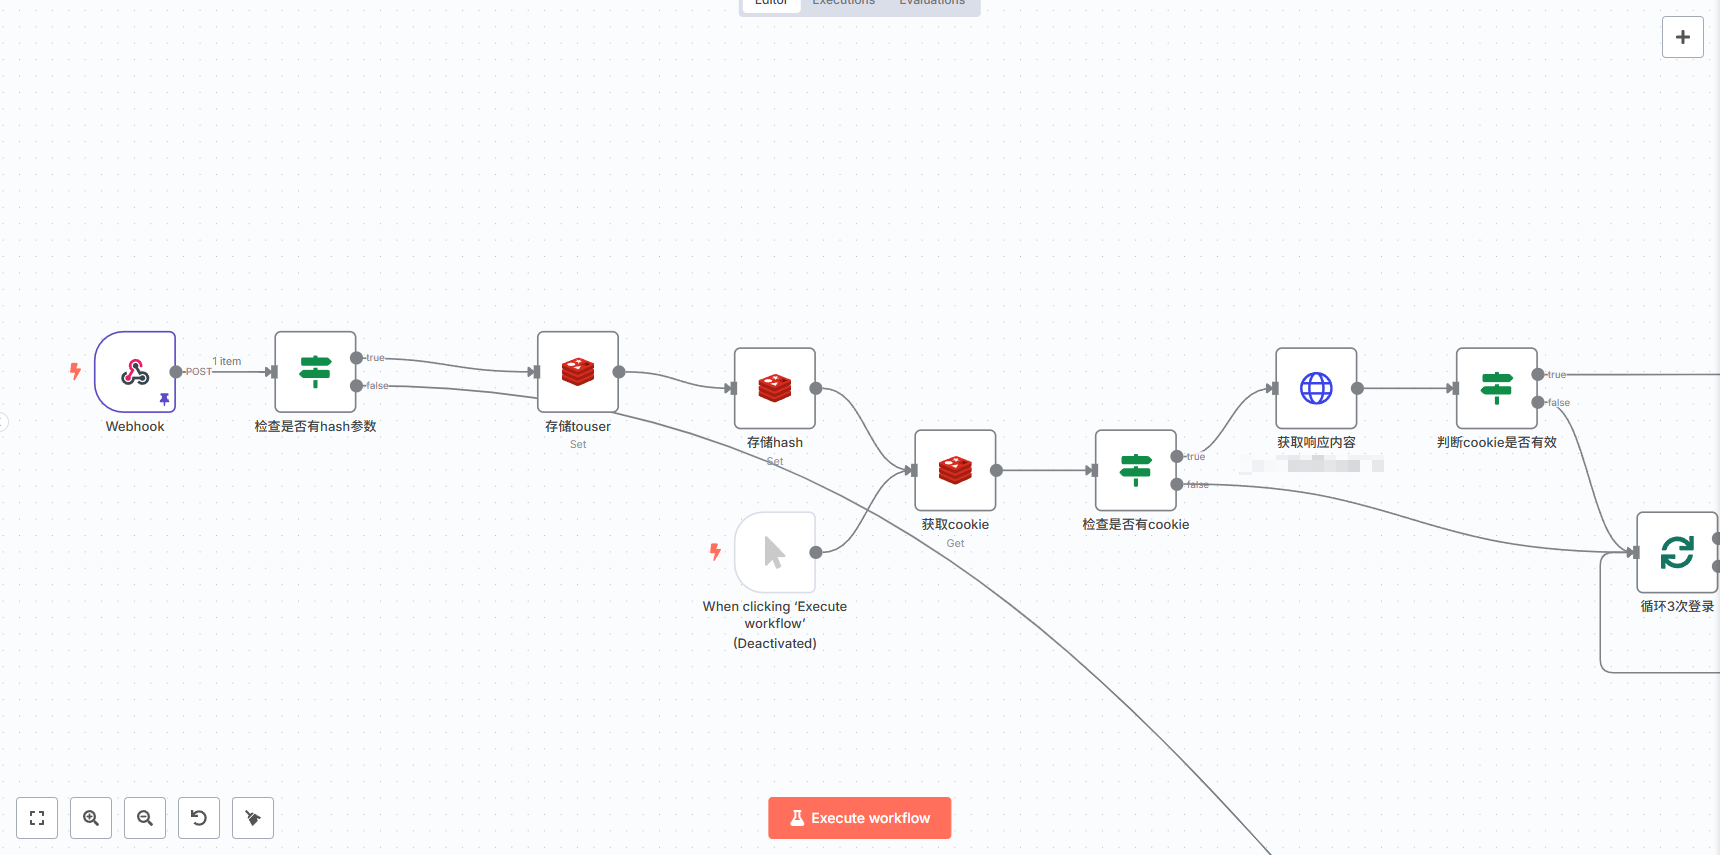 Editor
Executions
Evaluations
POST
1 item
true
false
Webhook
检查是否有hash参数
存储touser
Set
存储hash
Set
When clicking ‘Execute
workflow’
(Deactivated)
获取cookie
Get
true
false
检查是否有cookie
获取响应内容
true
false
判断cookie是否有效
循环3次登录
Execute workflow